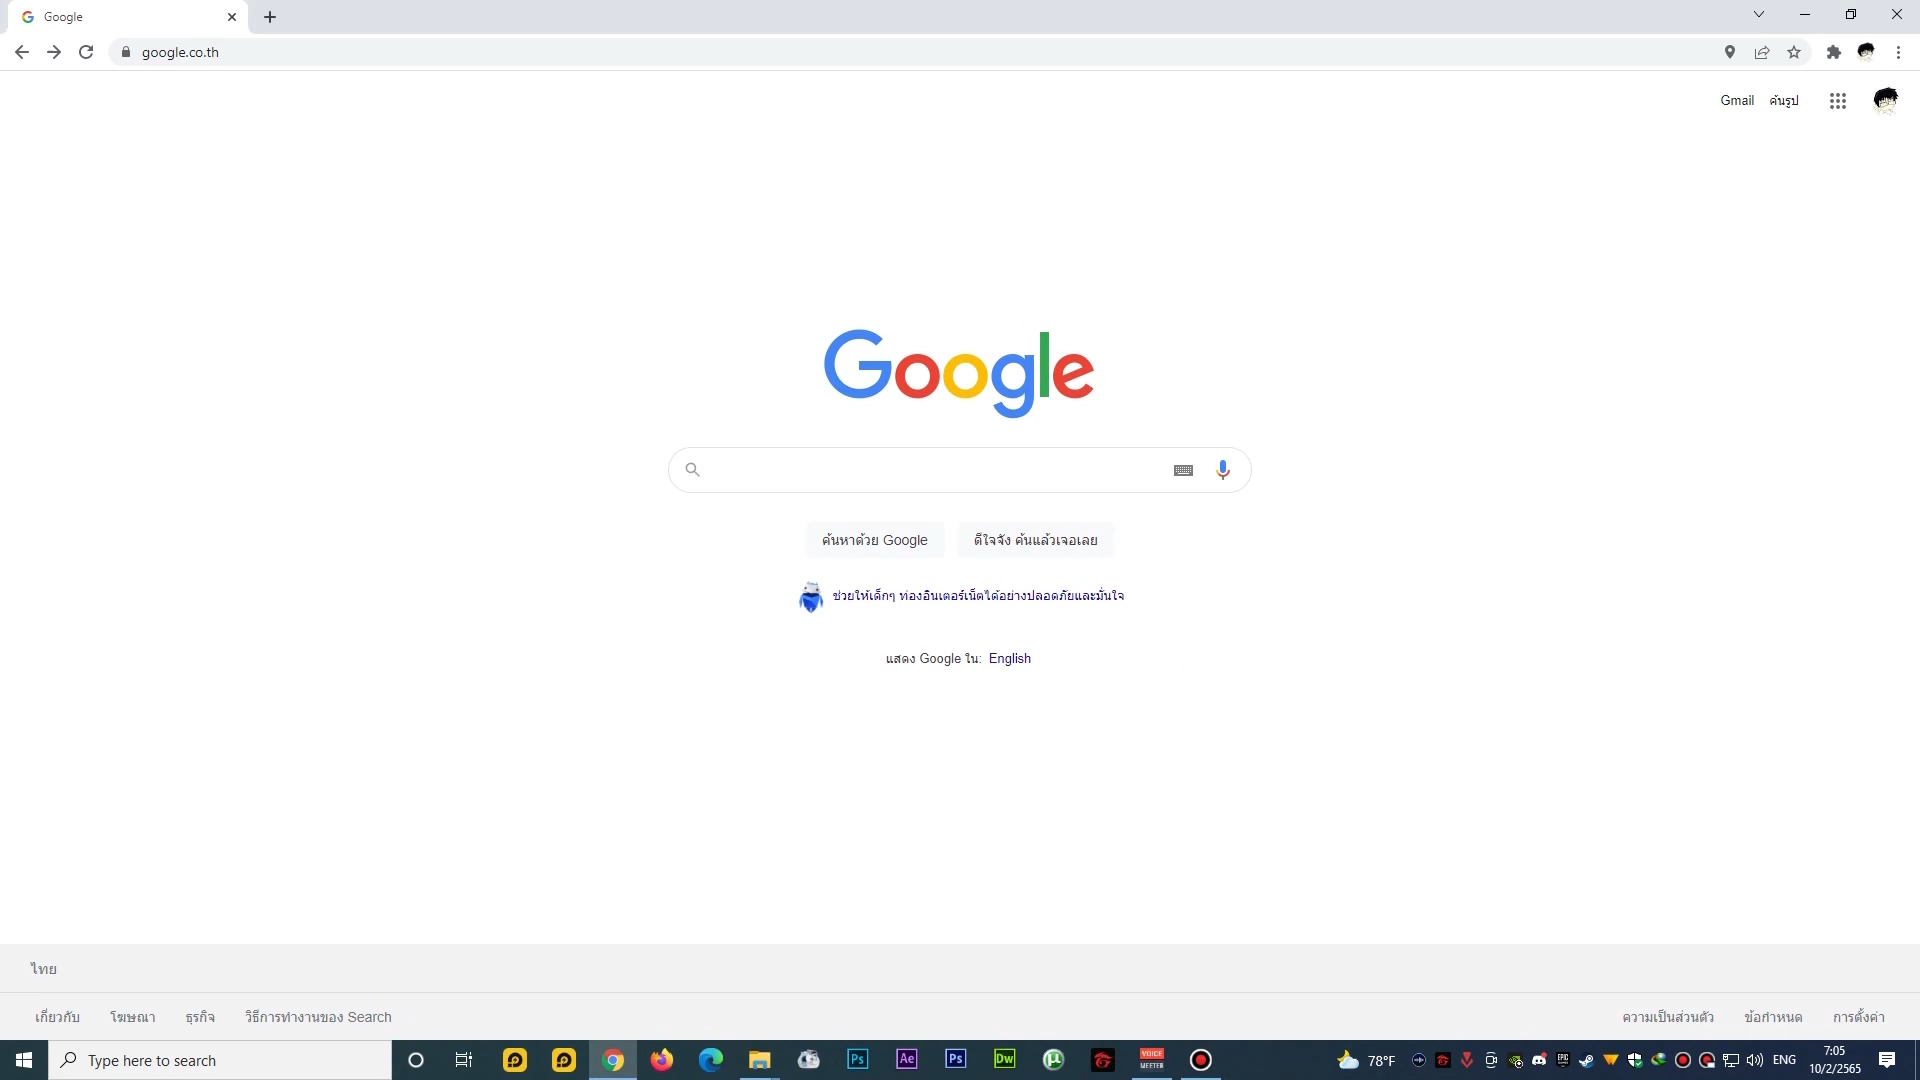 Google
google.co.th
Gmail ค้นรูป
Google
ค้นหาด้วย Google ดีใจจัง ค้นแล้วเจอเลย
ช่วยให้เด็กๆ ท่องอินเตอร์เน็ตได้อย่างปลอดภัยและมั่นใจ
แสดง Google ใน: English
ไทย
เกี่ยวกับ โฆษณา ธุรกิจ วิธีการทำงานของ Search ความเป็นส่วนตัว ข้อกำหนด การตั้งค่า
Type here to search Ps Ae Ps Dw VOICE MEETER 78°F EPIC ENG 7:05
10/2/2565